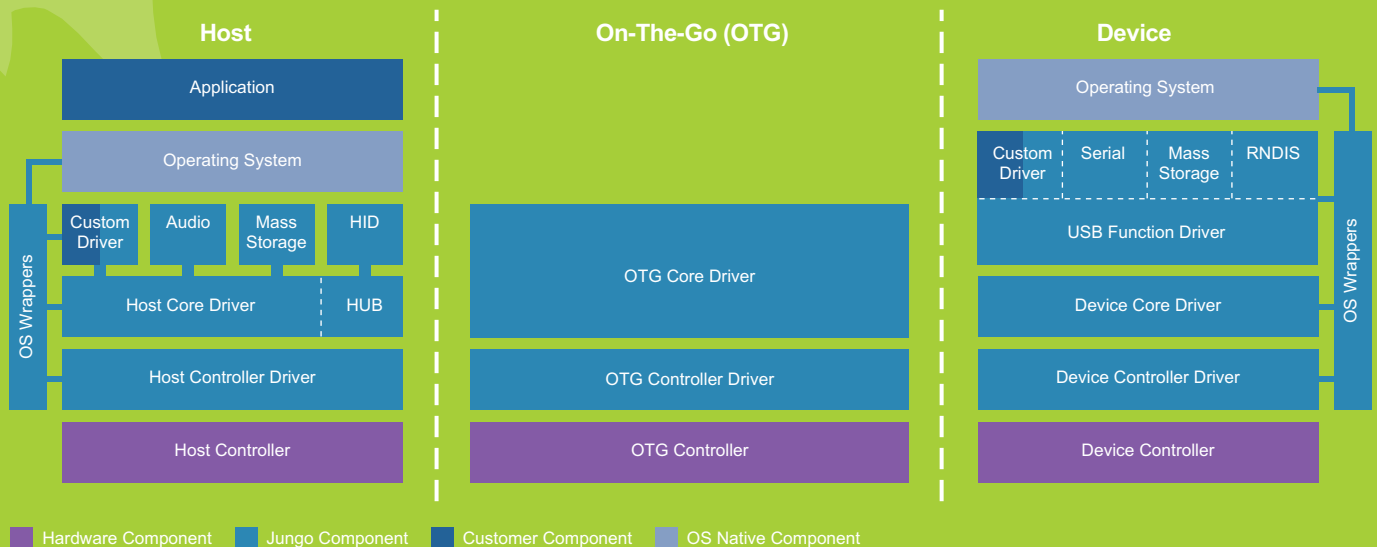 Host
Application
Operating System
OS Wrappers
Custom
Driver
Audio
Mass
Storage
HID
Host Core Driver
HUB
Host Controller Driver
Host Controller
On-The-Go (OTG)
OTG Core Driver
OTG Controller Driver
OTG Controller
Device
Operating System
Custom
Driver
Serial
Mass
Storage
RNDIS
USB Function Driver
OS Wrappers
Device Core Driver
Device Controller Driver
Device Controller
Hardware Component
Jungo Component
Customer Component
OS Native Component